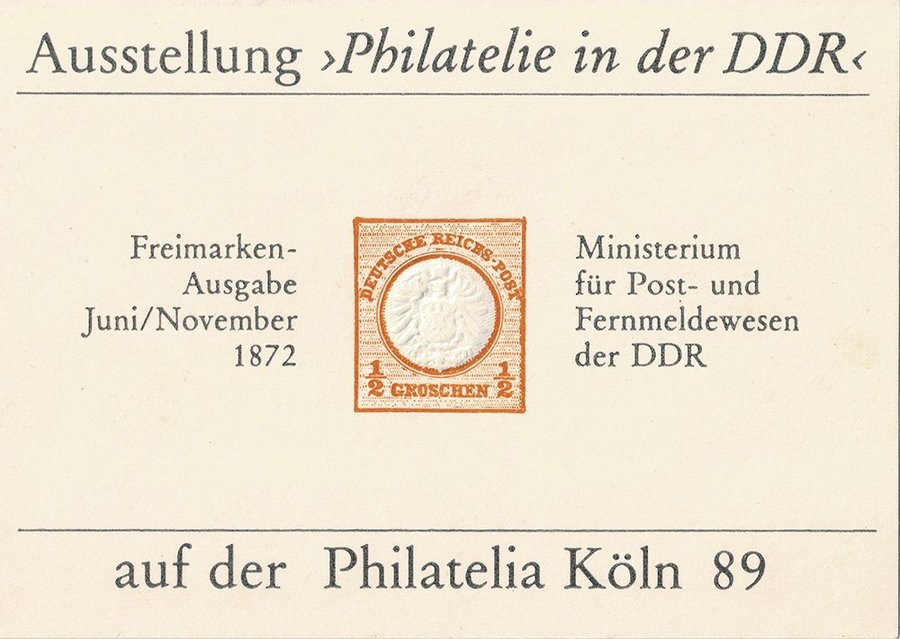 Ausstellung ›Philatelie in der DDR‹
Freimarken-
Ausgabe
Juni/November
1872
DEUTSCHE REICHS-POST
1/2 GROSCHEN 1/2
Ministerium
für Post- und
Fernmeldewesen
der DDR
auf der Philatelia Köln 89